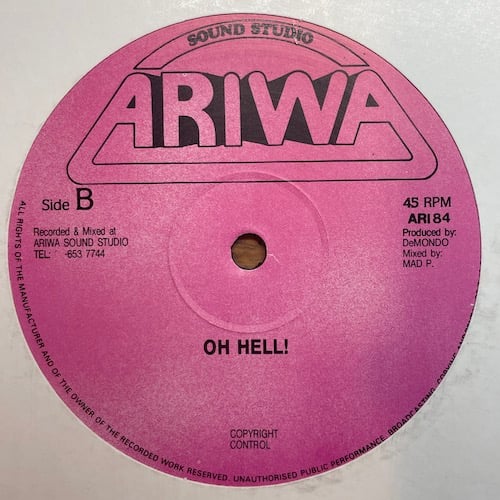 SOUND STUDIO
ARIWA
Side B
45 RPM
ARI 84
Recorded & Mixed at
ARIWA SOUND STUDIO
TEL: -653 7744
Produced by:
DeMONDO
Mixed by:
MAD P.
OH HELL!
COPYRIGHT
CONTROL
ALL RIGHTS OF THE MANUFACTURER AND OF THE OWNER OF THE RECORDED WORK RESERVED. UNAUTHORISED PUBLIC PERFORMANCE, BROADCASTING,